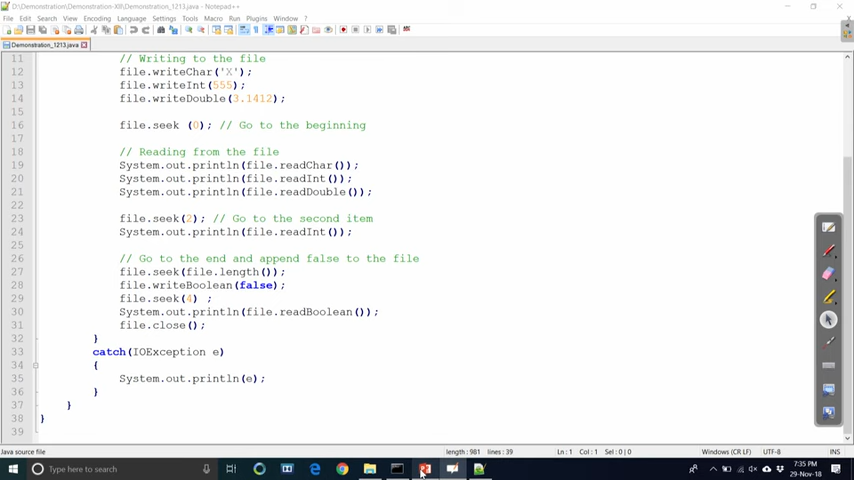 D:\Demonstration\Demonstration-XII\Demonstration_1213.java - Notepad++
File Edit Search View Encoding Language Settings Tools Macro Run Plugins Window ?
Demonstration_1213.java
11 // Writing to the file
12 file.writeChar('X');
13 file.writeInt(555);
14 file.writeDouble(3.1412);
15
16 file.seek (0); // Go to the beginning
17
18 // Reading from the file
19 System.out.println(file.readChar());
20 System.out.println(file.readInt());
21 System.out.println(file.readDouble());
22
23 file.seek(2); // Go to the second item
24 System.out.println(file.readInt());
25
26 // Go to the end and append false to the file
27 file.seek(file.length());
28 file.writeBoolean(false);
29 file.seek(4) ;
30 System.out.println(file.readBoolean());
31 file.close();
32 }
33 catch(IOException e)
34 {
35 System.out.println(e);
36 }
37 }
38 }
39
Java source file length : 981 lines : 39 Ln : 1 Col : 1 Sel : 0 | 0 Windows (CR LF) UTF-8 INS
Type here to search
7:35 PM
29-Nov-18